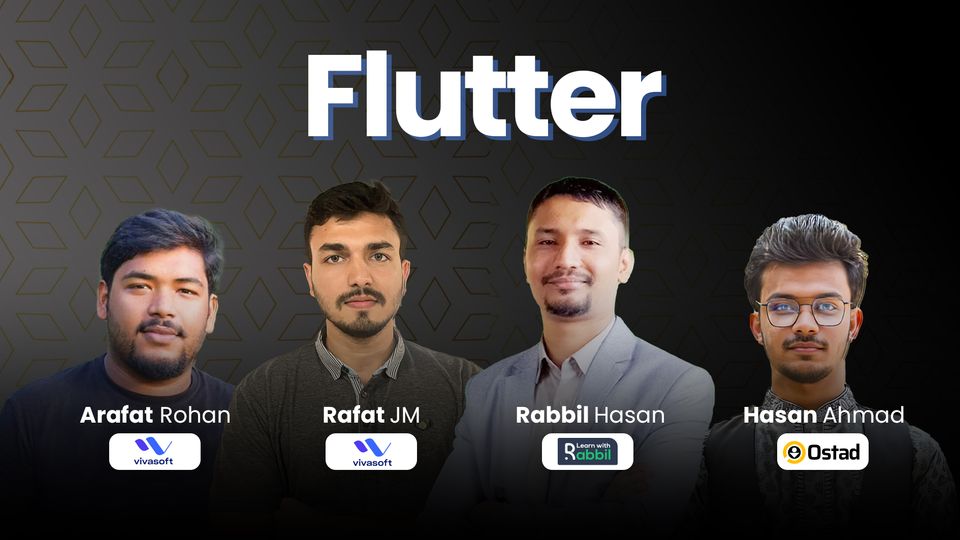 Flutter
Arafat Rohan
Rafat JM
Rabbil Hasan
Hasan Ahmad
vivasoft
vivasoft
Learn with
Rabbil
Ostad